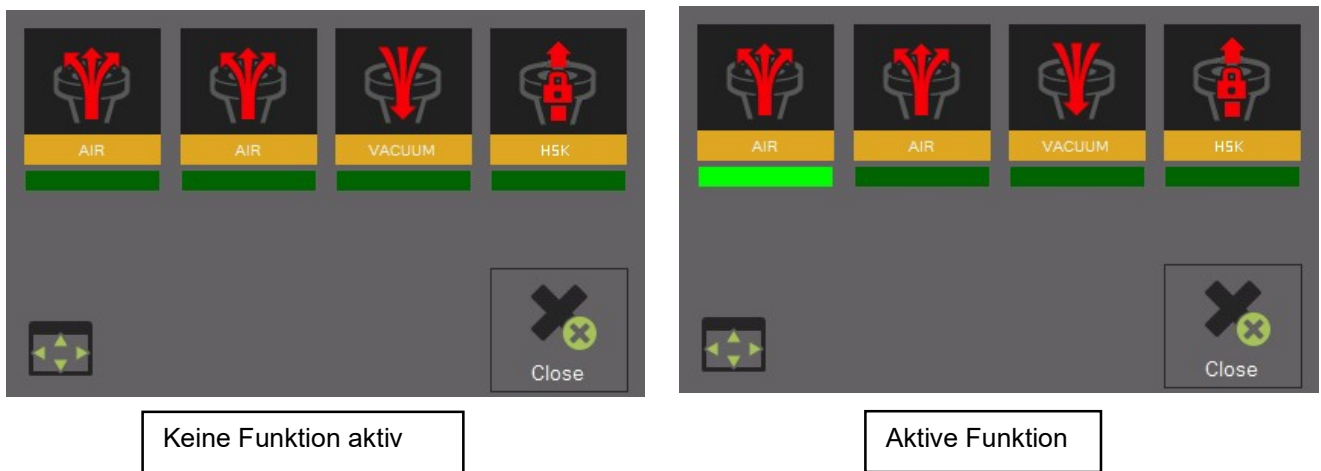 AIR AIR VACUUM HSK
Close
Keine Funktion aktiv
AIR AIR VACUUM HSK
Close
Aktive Funktion